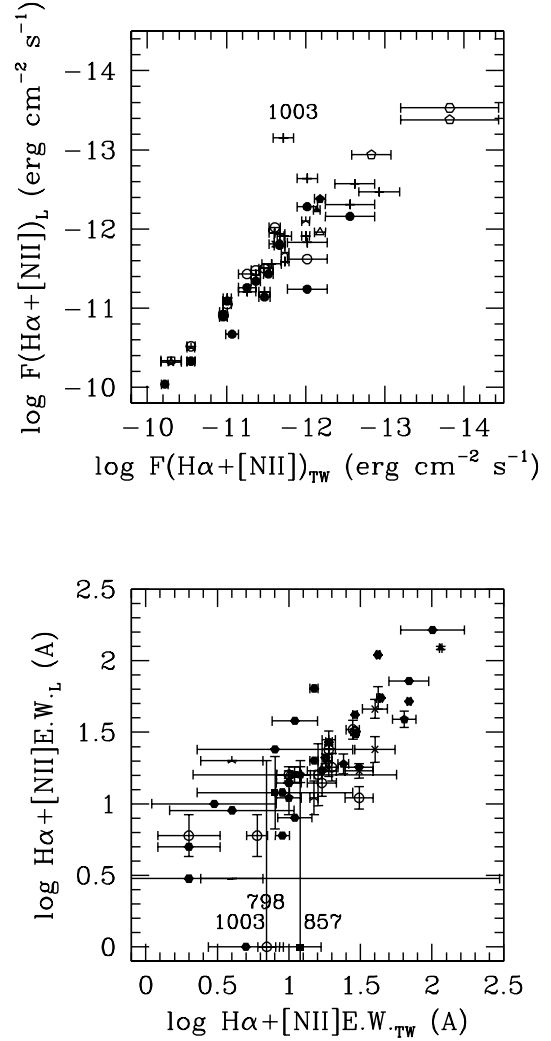 −14
−13
−12
−11
−10
log F(Hα+[NII])L (erg cm−2 s−1)
1003
−10 −11 −12 −13 −14
log F(Hα+[NII])TW (erg cm−2 s−1)
2.5
2
1.5
1
0.5
0
log Hα+[NII]E.W.L (A)
798
1003 857
0 0.5 1 1.5 2 2.5
log Hα+[NII]E.W.TW (A)